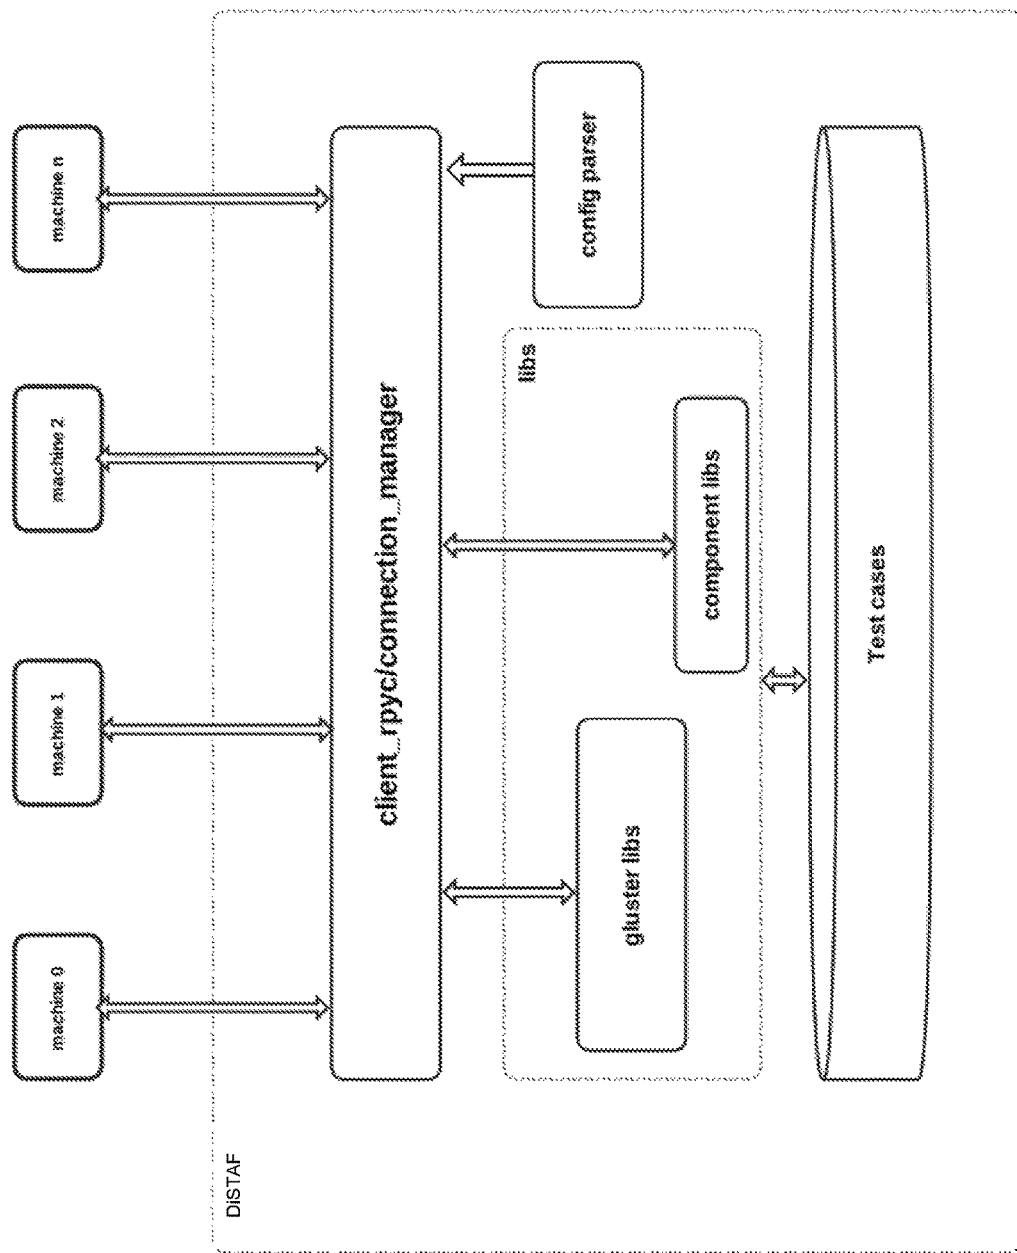 DiSTAF
machine 0
machine 1
machine 2
machine n
client_rpyc/connection_manager
libs
gluster libs
component libs
config parser
Test cases